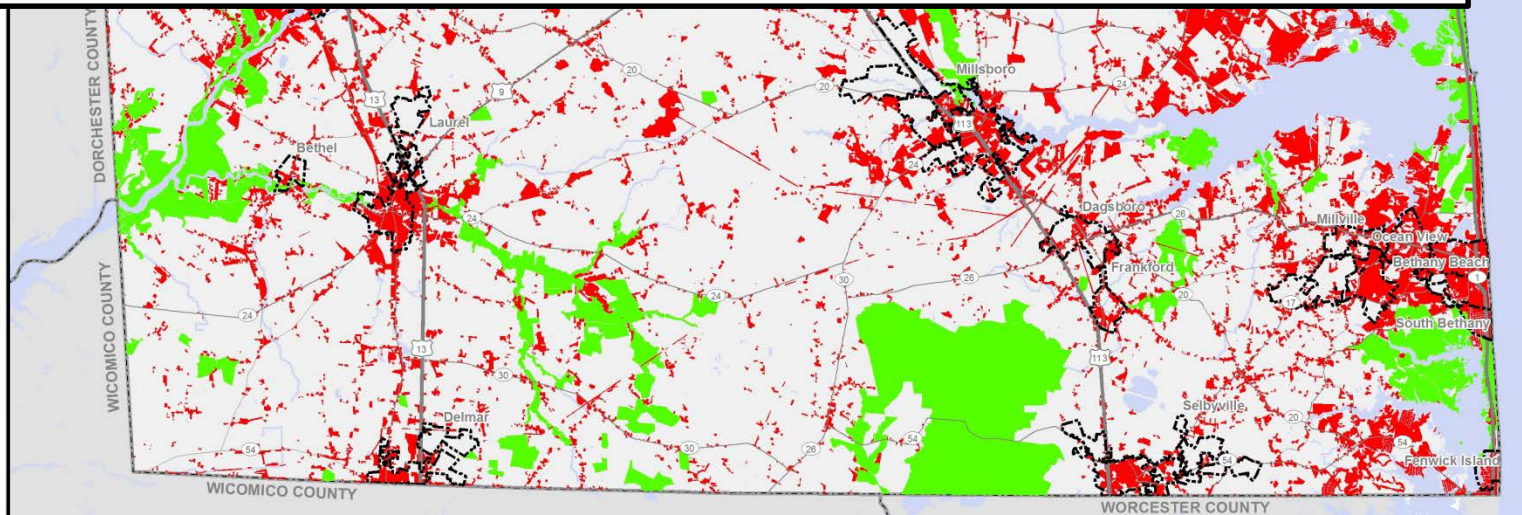 DORCHESTER COUNTY
WICOMICO COUNTY
WICOMICO COUNTY
WORCESTER COUNTY
Bethel
Laurel
Delmar
Millsboro
Dagsboro
Frankford
Selbyville
Millville
Ocean View
Bethany Beach
South Bethany
Fenwick Island
13
9
20
20
24
113
24
24
26
24
30
26
24
20
17
1
13
30
113
20
54
30
26
54
54
54